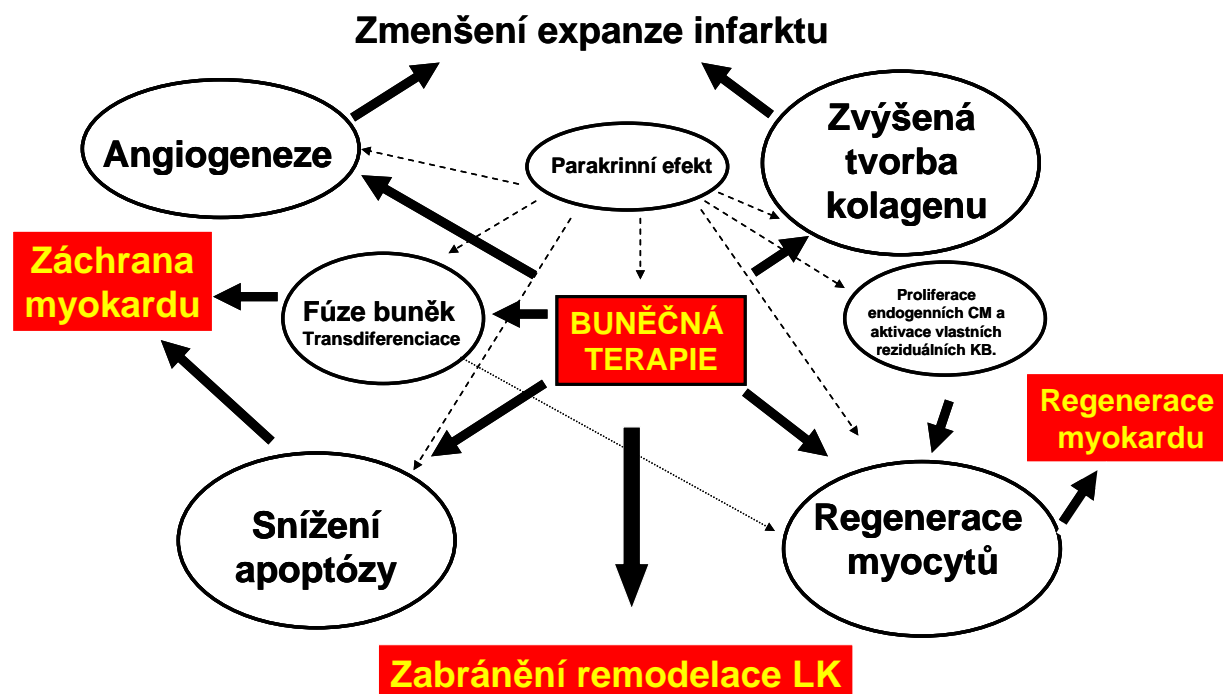 Zmenšení expanze infarktu
Angiogeneze
Parakrinní efekt
Zvýšená
tvorba
kolagenu
Záchrana
myokardu
Fúze buněk
Transdiferenciace
BUNĚČNÁ
TERAPIE
Proliferace
endogenních CM a
aktivace vlastních
reziduálních KB.
Regenerace
myokardu
Snížení
apoptózy
Regenerace
myocytů
Zabránění remodelace LK